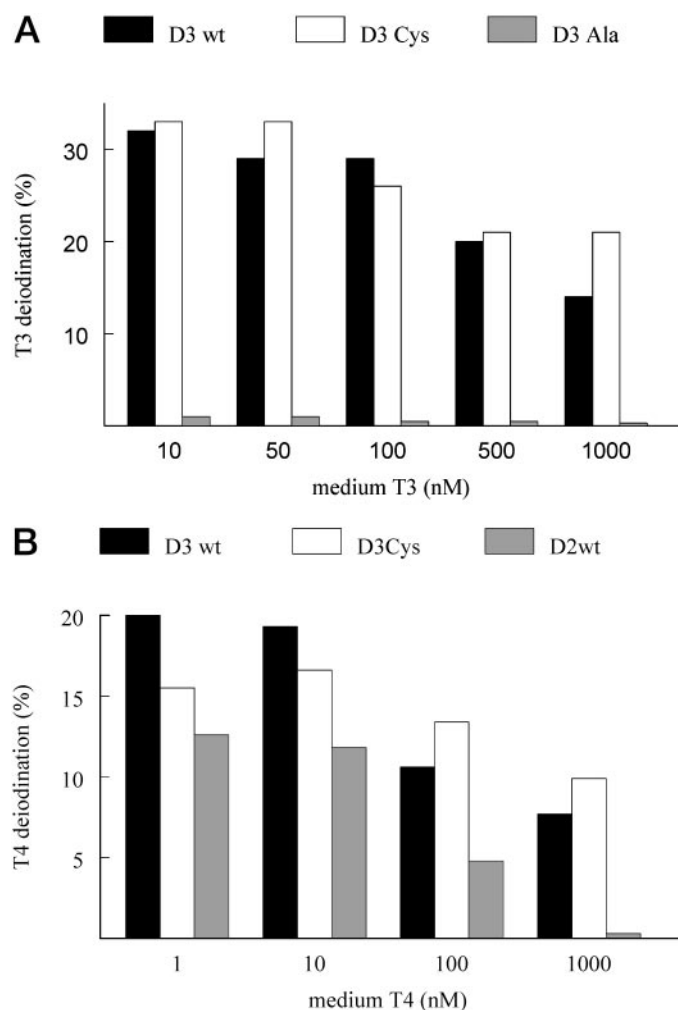 A
D3 wt D3 Cys D3 Ala
T3 deiodination (%)
30
20
10
10 50 100 500 1000
medium T3 (nM)
B
D3 wt D3Cys D2wt
T4 deiodination (%)
20
15
10
5
1 10 100 1000
medium T4 (nM)